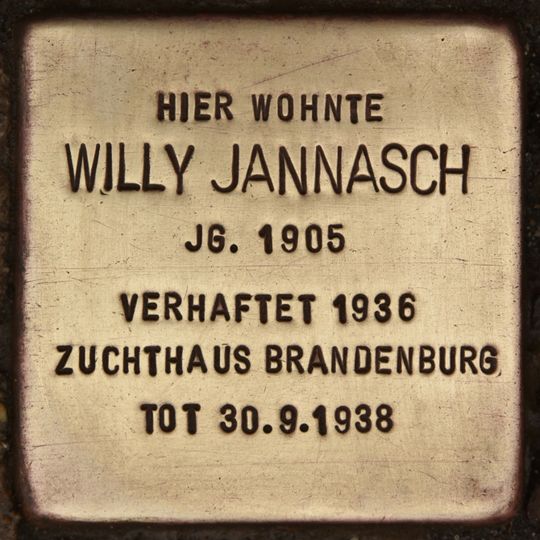 HIER WOHNTE
WILLY JANNASCH
JG. 1905
VERHAFTET 1936
ZUCHTHAUS BRANDENBURG
TOT 30.9.1938